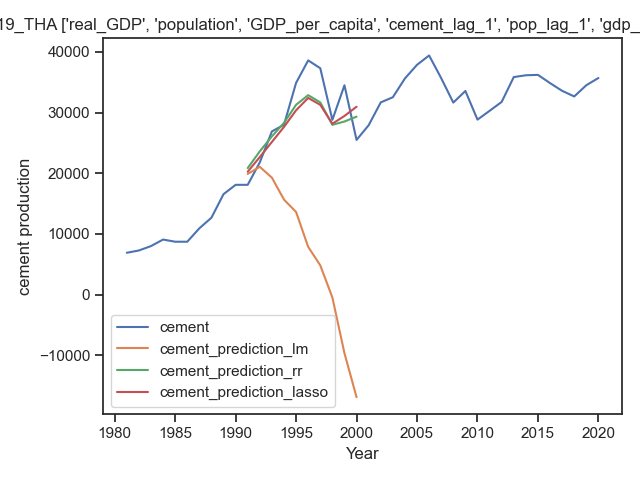 19_THA ['real_GDP', 'population', 'GDP_per_capita', 'cement_lag_1', 'pop_lag_1', 'gdp_
cement production
40000
30000
20000
10000
0
−10000
cement
cement_prediction_lm
cement_prediction_rr
cement_prediction_lasso
1980 1985 1990 1995 2000 2005 2010 2015 2020
Year